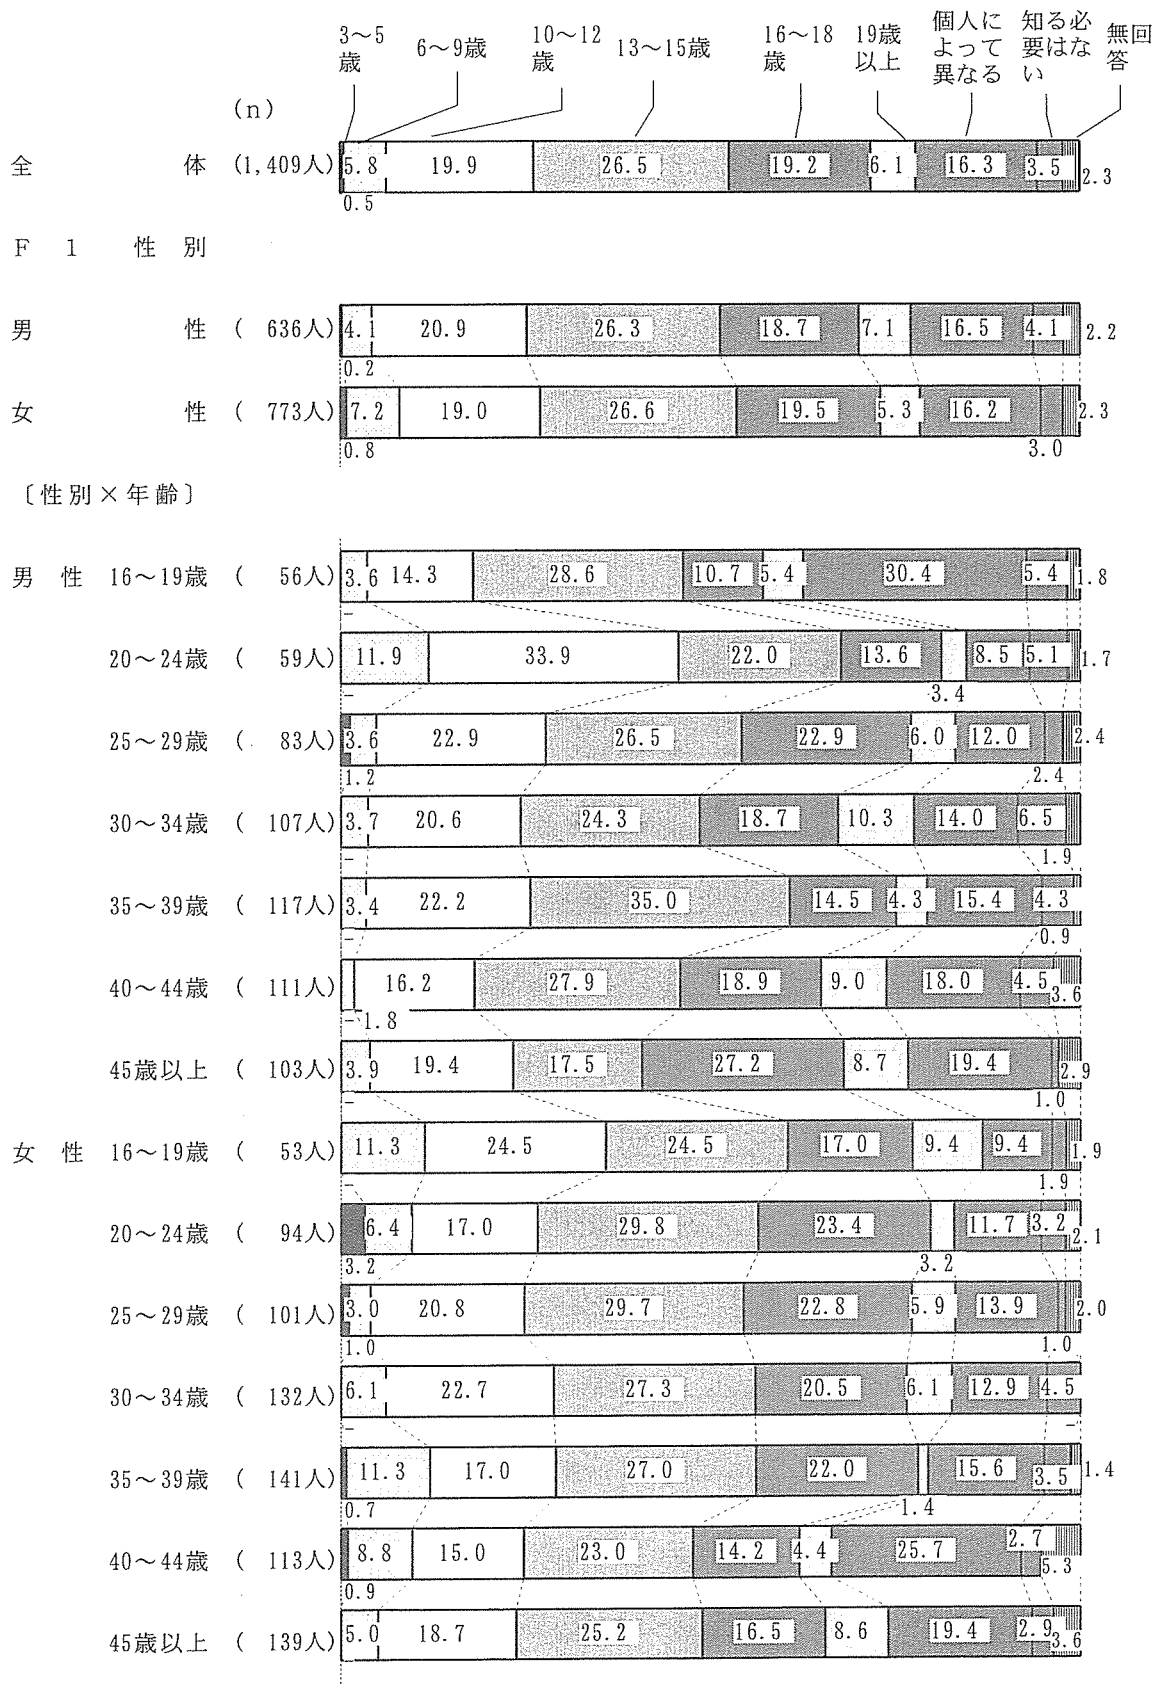 3～5歳 6～9歳 10～12歳 13～15歳 16～18歳 19歳以上 個人によって異なる 知る必要はない 無回答
(n)
全体 (1,409人) 5.8 19.9 26.5 19.2 6.1 16.3 3.5 2.3
0.5
F1 性別
男性 ( 636人) 4.1 20.9 26.3 18.7 7.1 16.5 4.1 2.2
0.2
女性 ( 773人) 7.2 19.0 26.6 19.5 5.3 16.2 2.3
0.8 3.0
〔性別×年齢〕
男性 16～19歳 ( 56人) 3.6 14.3 28.6 10.7 5.4 30.4 5.4 1.8
-
20～24歳 ( 59人) 11.9 33.9 22.0 13.6 8.5 5.1 1.7
- 3.4
25～29歳 ( 83人) 3.6 22.9 26.5 22.9 6.0 12.0 2.4
1.2 2.4
30～34歳 ( 107人) 3.7 20.6 24.3 18.7 10.3 14.0 6.5
- 1.9
35～39歳 ( 117人) 3.4 22.2 35.0 14.5 4.3 15.4 4.3
- 0.9
40～44歳 ( 111人) 16.2 27.9 18.9 9.0 18.0 4.5 3.6
- 1.8
45歳以上 ( 103人) 3.9 19.4 17.5 27.2 8.7 19.4 2.9
- 1.0
女性 16～19歳 ( 53人) 11.3 24.5 24.5 17.0 9.4 9.4 1.9
- 1.9
20～24歳 ( 94人) 6.4 17.0 29.8 23.4 11.7 3.2 2.1
3.2 3.2
25～29歳 ( 101人) 3.0 20.8 29.7 22.8 5.9 13.9 2.0
1.0 1.0
30～34歳 ( 132人) 6.1 22.7 27.3 20.5 6.1 12.9 4.5
- -
35～39歳 ( 141人) 11.3 17.0 27.0 22.0 15.6 3.5 1.4
0.7 1.4
40～44歳 ( 113人) 8.8 15.0 23.0 14.2 4.4 25.7 2.7 5.3
0.9
45歳以上 ( 139人) 5.0 18.7 25.2 16.5 8.6 19.4 2.9 3.6